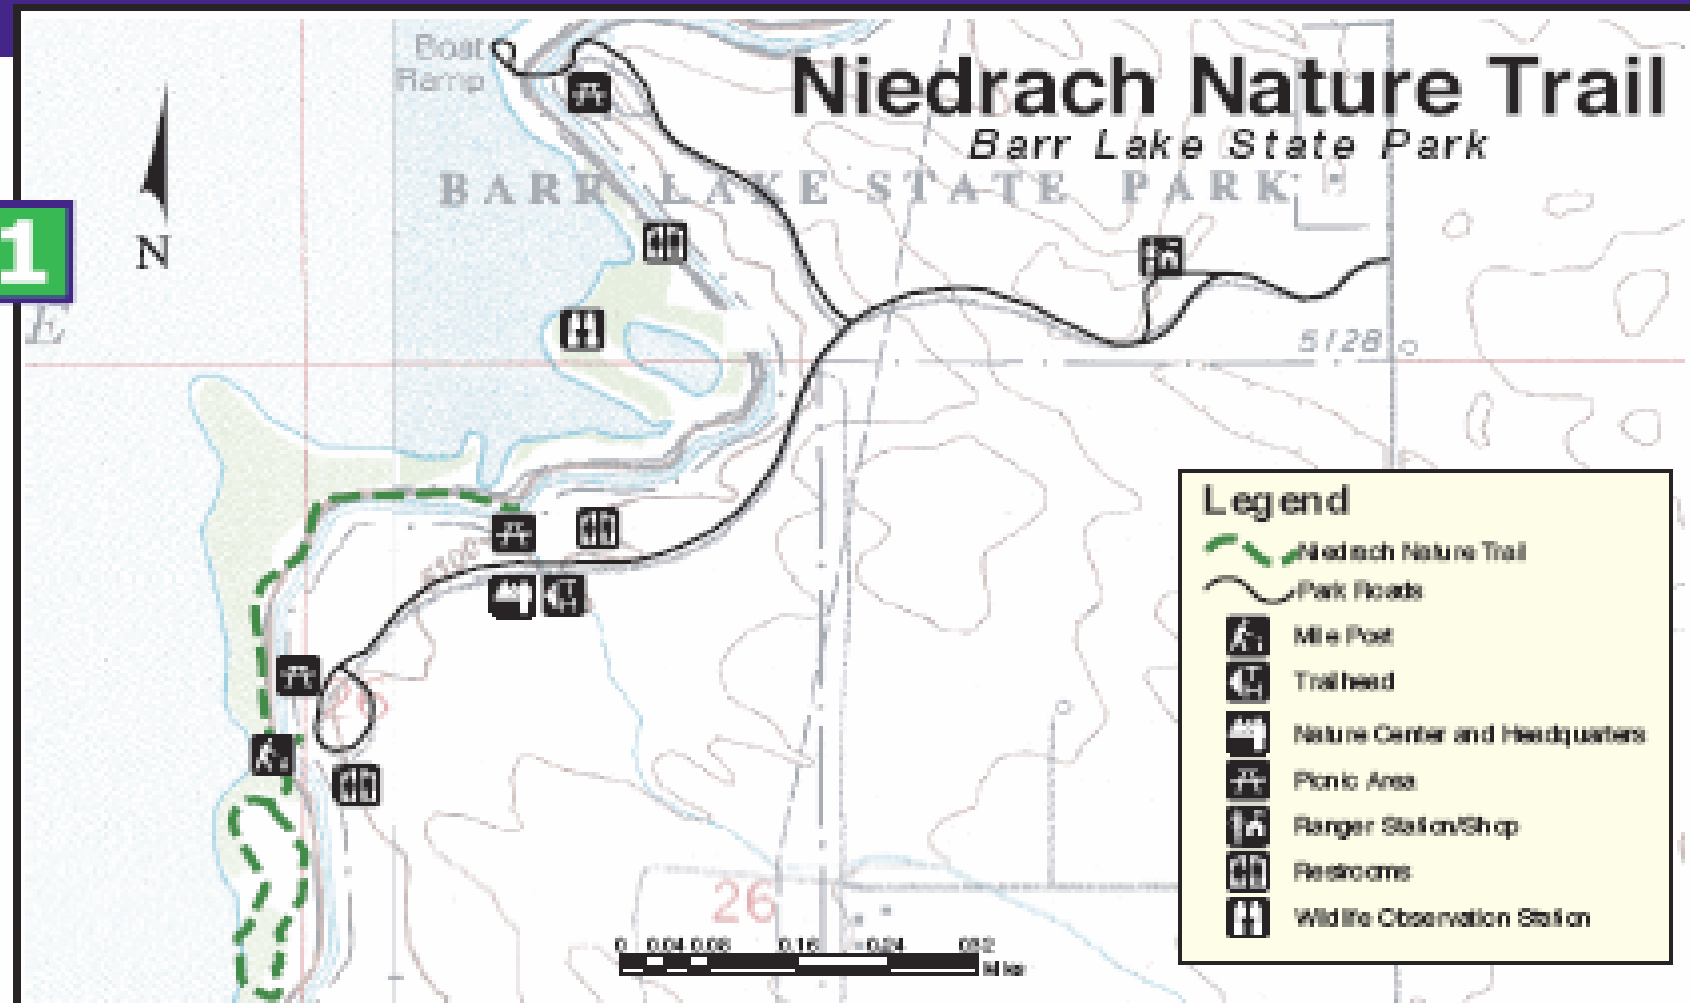 Boat
Ramp
Niedrach Nature Trail
Barr Lake State Park
BARR LAKE STATE PARK
N
1
E
5128
5100
26
0 0.04 0.08 0.16 0.24 0.32
Miles
Legend
Niedrach Nature Trail
Park Roads
Mile Post
Trailhead
Nature Center and Headquarters
Picnic Area
Ranger Station/Shop
Restrooms
Wildlife Observation Station